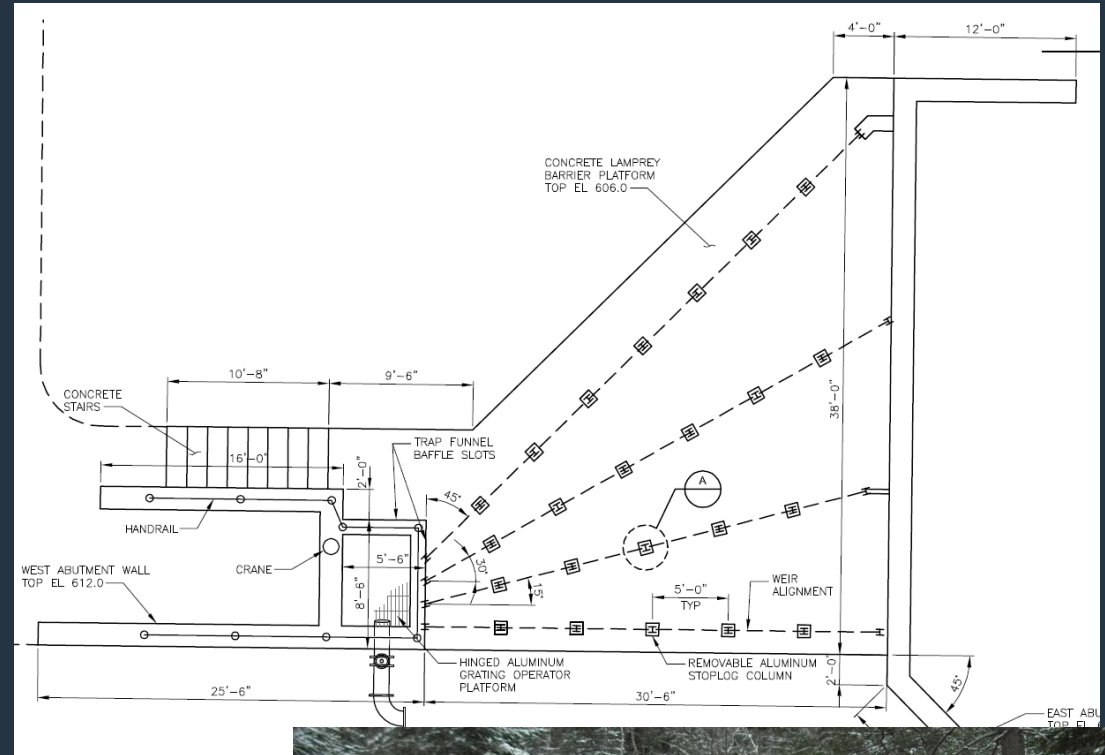 4'-0"
12'-0"
CONCRETE LAMPREY
BARRIER PLATFORM
TOP EL 606.0
10'-8"
9'-6"
CONCRETE
STAIRS
38'-0"
TRAP FUNNEL
BAFFLE SLOTS
16'-0"
2'-0"
45°
A
HANDRAIL
CRANE
5'-6"
30°
WEST ABUTMENT WALL
TOP EL 612.0
8'-6"
15°
5'-0"
TYP
WEIR
ALIGNMENT
HINGED ALUMINUM
GRATING OPERATOR
PLATFORM
REMOVABLE ALUMINUM
STOPLOG COLUMN
2'-0"
45°
25'-6"
30'-6"
EAST ABU
TOP EL